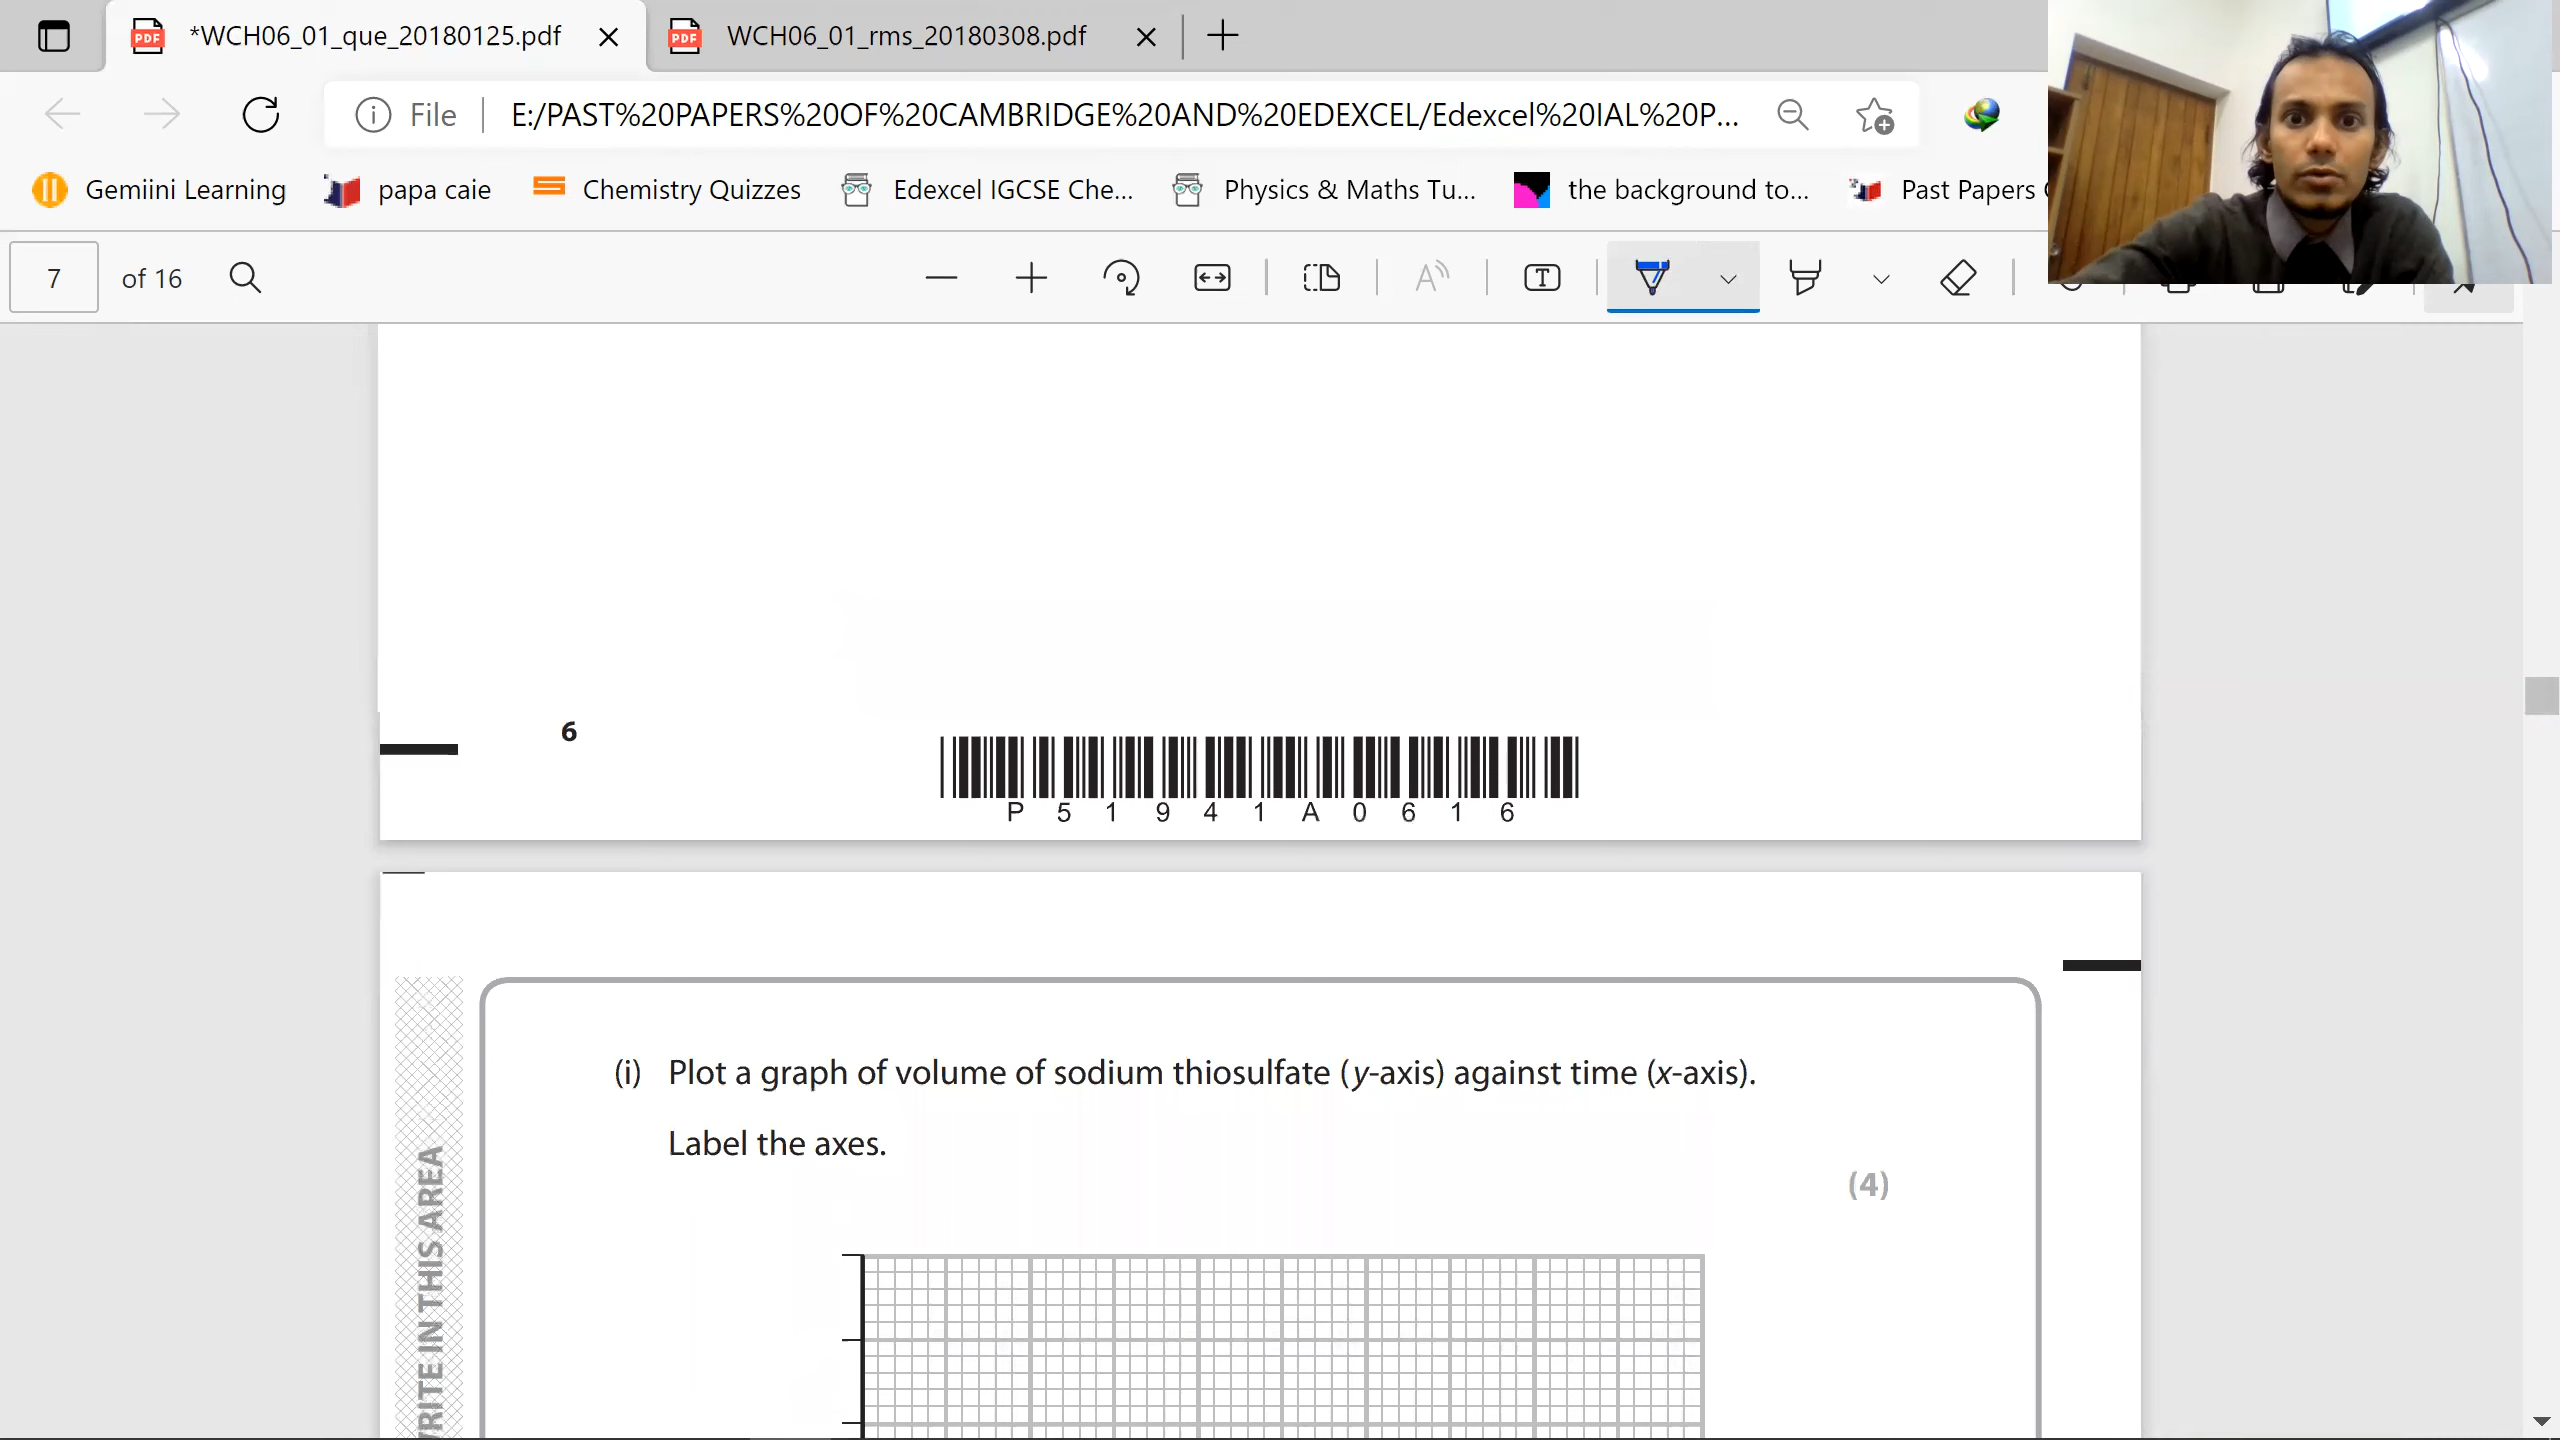 *WCH06_01_que_20180125.pdf
WCH06_01_rms_20180308.pdf
File
E:/PAST%20PAPERS%20OF%20CAMBRIDGE%20AND%20EDEXCEL/Edexcel%20IAL%20P...
Gemiini Learning
papa caie
Chemistry Quizzes
Edexcel IGCSE Che...
Physics & Maths Tu...
the background to...
Past Papers
7 of 16
6
P 5 1 9 4 1 A 0 6 1 6
(i) Plot a graph of volume of sodium thiosulfate (y-axis) against time (x-axis).
Label the axes.
(4)
WRITE IN THIS AREA